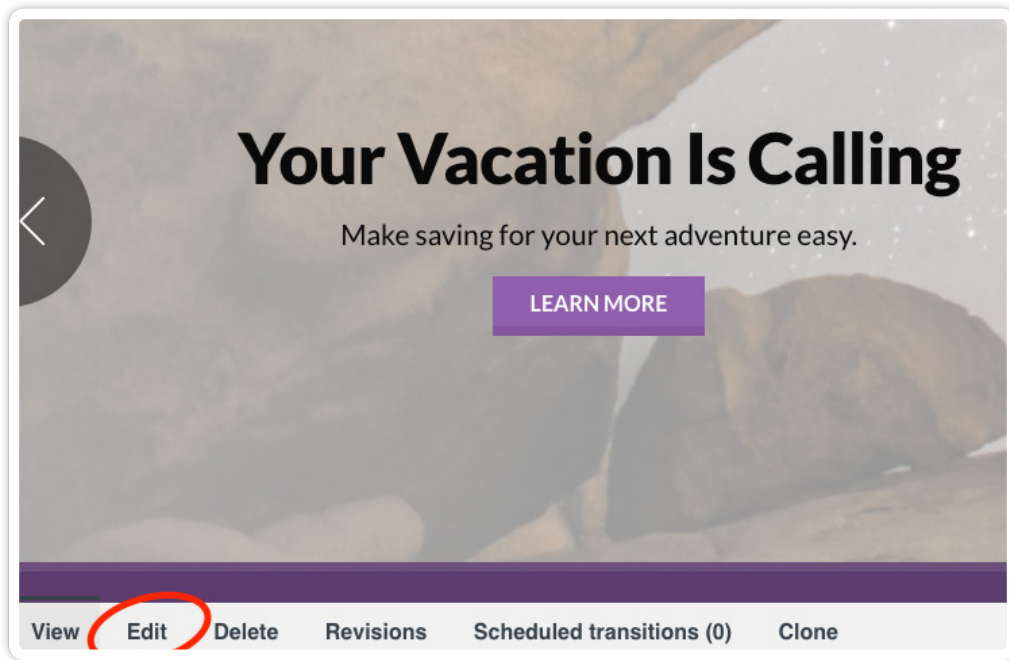 Your Vacation Is Calling
Make saving for your next adventure easy.
LEARN MORE
View Edit Delete Revisions Scheduled transitions (0) Clone